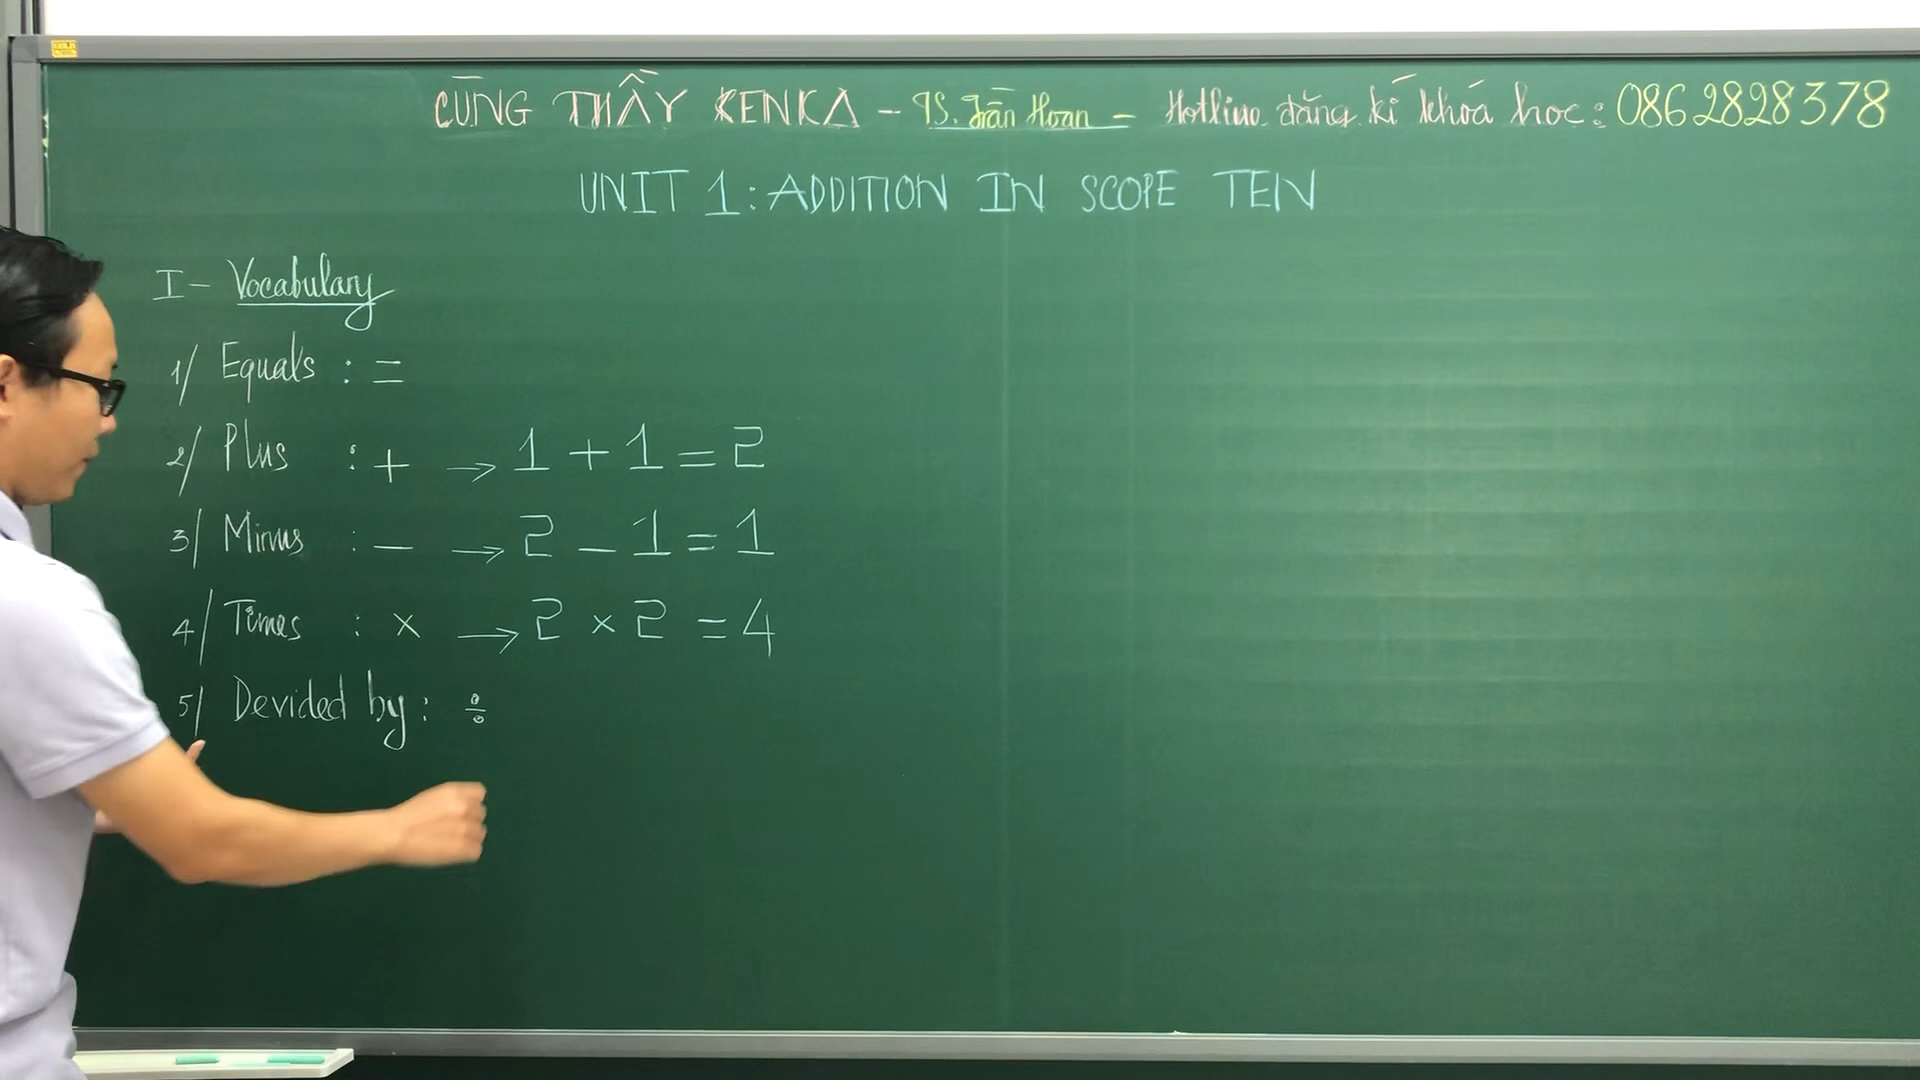 CÙNG THẦY KENKA - TS. Trần Hoan - Hotline đăng kí khóa học: 0862828378
UNIT 1: ADDITION IN SCOPE TEN
I- Vocabulary
1/ Equals : =
2/ Plus : + → 1 + 1 = 2
3/ Minus : - → 2 - 1 = 1
4/ Times : × → 2 × 2 = 4
5/ Devided by : ÷